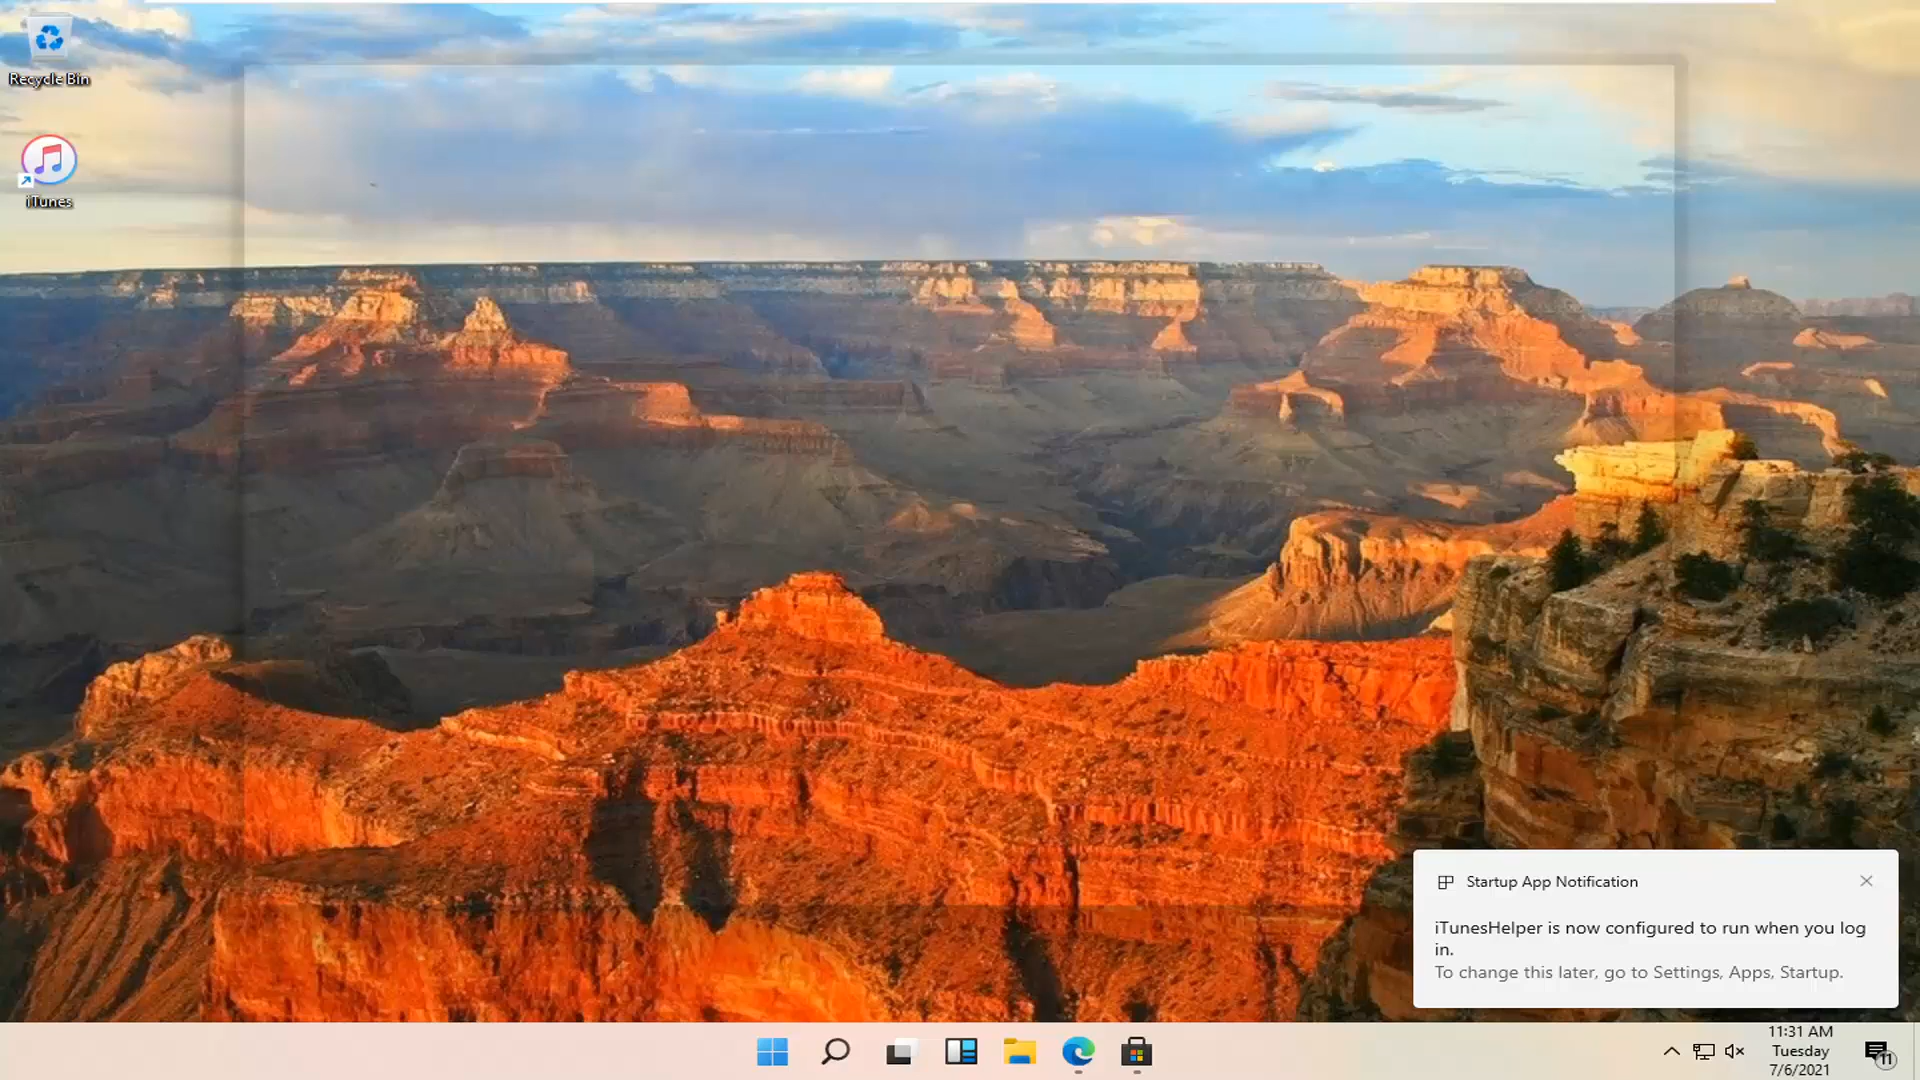 Recycle Bin
iTunes
Startup App Notification
iTunesHelper is now configured to run when you log
in.
To change this later, go to Settings, Apps, Startup.
11:31 AM
Tuesday
7/6/2021
11